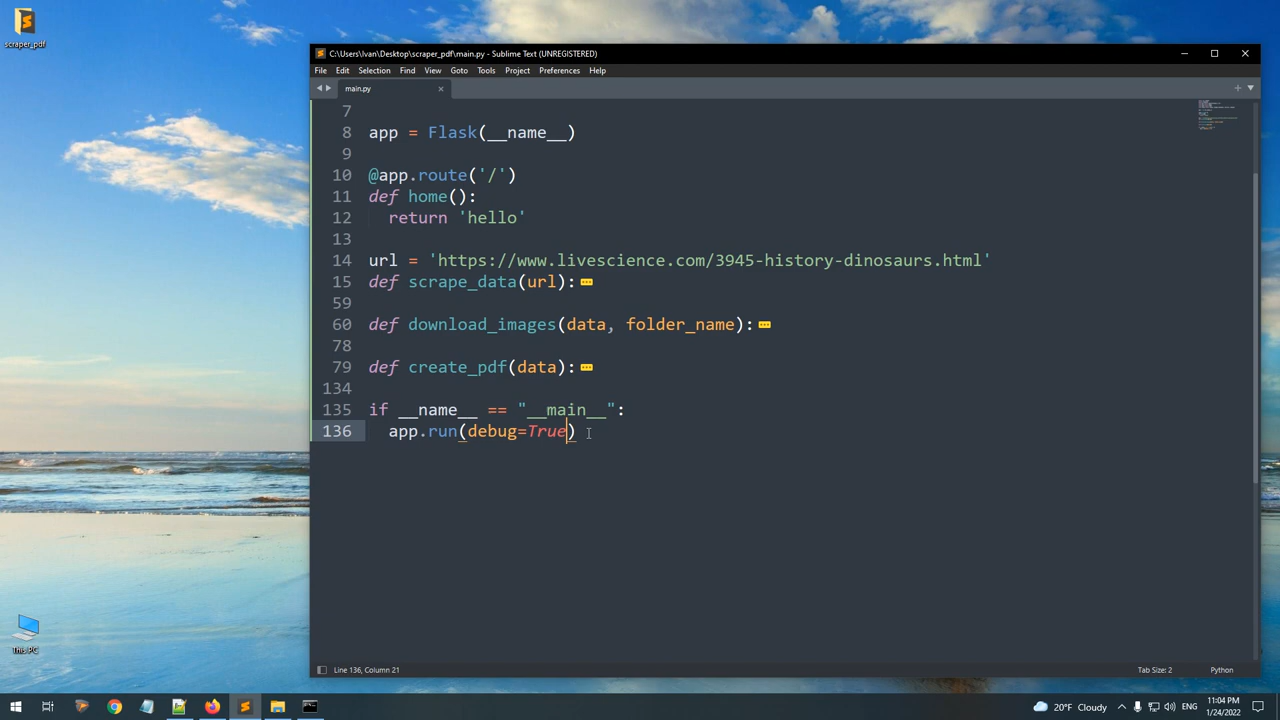 scraper_pdf
C:\Users\Ivan\Desktop\scraper_pdf\main.py - Sublime Text (UNREGISTERED)
File Edit Selection Find View Goto Tools Project Preferences Help
main.py
7
8 app = Flask(__name__)
9
10 @app.route('/')
11 def home():
12 return 'hello'
13
14 url = 'https://www.livescience.com/3945-history-dinosaurs.html'
15 def scrape_data(url):
59
60 def download_images(data, folder_name):
78
79 def create_pdf(data):
134
135 if __name__ == "__main__":
136 app.run(debug=True)
This PC
Line 136, Column 21
Tab Size: 2
Python
20°F Cloudy
ENG
11:04 PM
1/24/2022